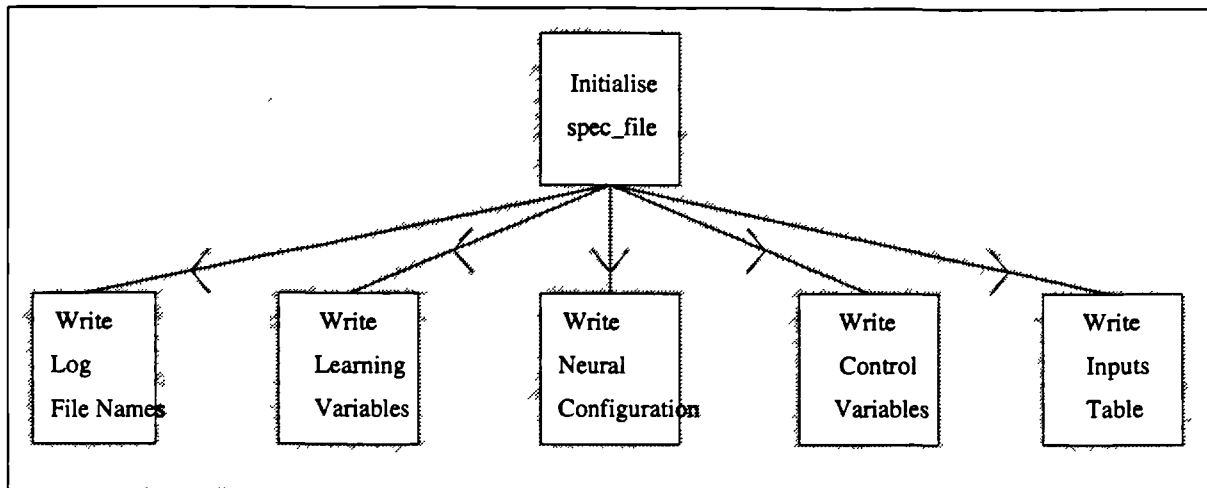 Initialise
spec_file
Write
Log
File Names
Write
Learning
Variables
Write
Neural
Configuration
Write
Control
Variables
Write
Inputs
Table